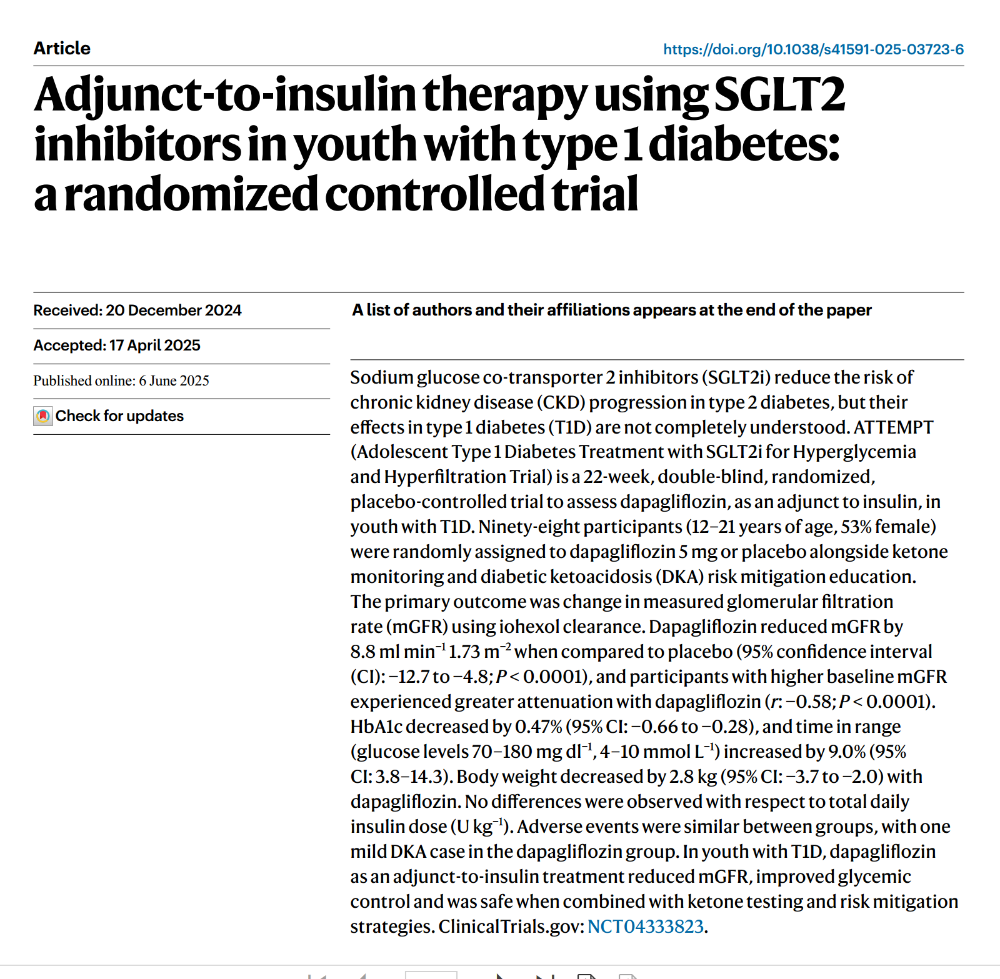 Article
https://doi.org/10.1038/s41591-025-03723-6
Adjunct-to-insulin therapy using SGLT2
inhibitors in youth with type 1 diabetes:
a randomized controlled trial
Received: 20 December 2024
Accepted: 17 April 2025
Published online: 6 June 2025
Check for updates
A list of authors and their affiliations appears at the end of the paper
Sodium glucose co-transporter 2 inhibitors (SGLT2i) reduce the risk of
chronic kidney disease (CKD) progression in type 2 diabetes, but their
effects in type 1 diabetes (T1D) are not completely understood. ATTEMPT
(Adolescent Type 1 Diabetes Treatment with SGLT2i for Hyperglycemia
and Hyperfiltration Trial) is a 22-week, double-blind, randomized,
placebo-controlled trial to assess dapagliflozin, as an adjunct to insulin, in
youth with T1D. Ninety-eight participants (12–21 years of age, 53% female)
were randomly assigned to dapagliflozin 5 mg or placebo alongside ketone
monitoring and diabetic ketoacidosis (DKA) risk mitigation education.
The primary outcome was change in measured glomerular filtration
rate (mGFR) using iohexol clearance. Dapagliflozin reduced mGFR by
8.8 ml min⁻¹ 1.73 m⁻² when compared to placebo (95% confidence interval
(CI): −12.7 to −4.8; P < 0.0001), and participants with higher baseline mGFR
experienced greater attenuation with dapagliflozin (r: −0.58; P < 0.0001).
HbA1c decreased by 0.47% (95% CI: −0.66 to −0.28), and time in range
(glucose levels 70–180 mg dl⁻¹, 4–10 mmol L⁻¹) increased by 9.0% (95%
CI: 3.8–14.3). Body weight decreased by 2.8 kg (95% CI: −3.7 to −2.0) with
dapagliflozin. No differences were observed with respect to total daily
insulin dose (U kg⁻¹). Adverse events were similar between groups, with one
mild DKA case in the dapagliflozin group. In youth with T1D, dapagliflozin
as an adjunct-to-insulin treatment reduced mGFR, improved glycemic
control and was safe when combined with ketone testing and risk mitigation
strategies. ClinicalTrials.gov: NCT04333823.